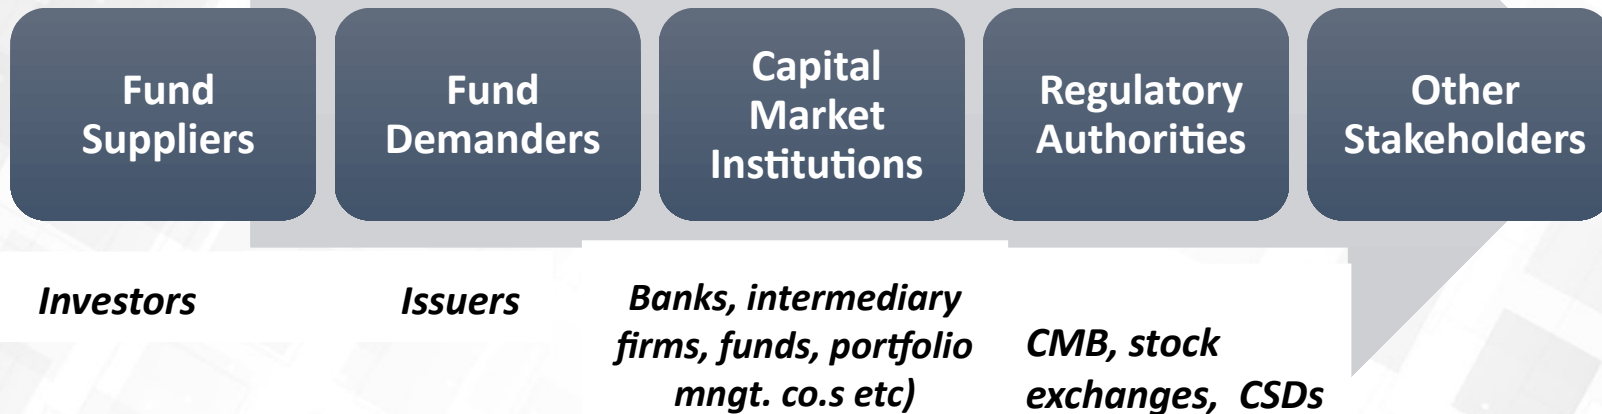 Fund
Suppliers
Fund
Demanders
Capital
Market
Institutions
Regulatory
Authorities
Other
Stakeholders
Investors
Issuers
Banks, intermediary
firms, funds, portfolio
mngt. co.s etc)
CMB, stock
exchanges, CSDs